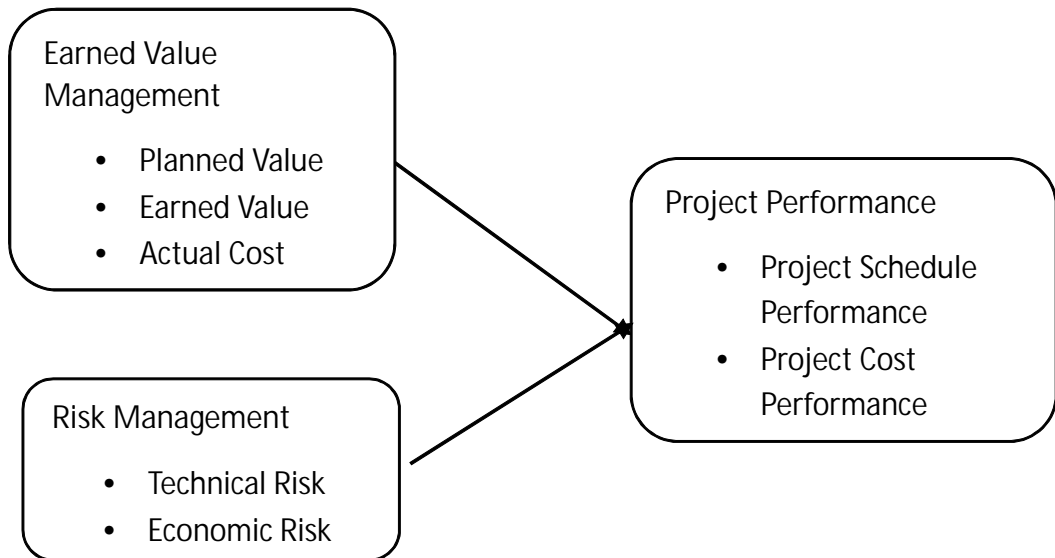 Earned Value
Management
• Planned Value
• Earned Value
• Actual Cost
Project Performance
• Project Schedule
Performance
• Project Cost
Performance
Risk Management
• Technical Risk
• Economic Risk